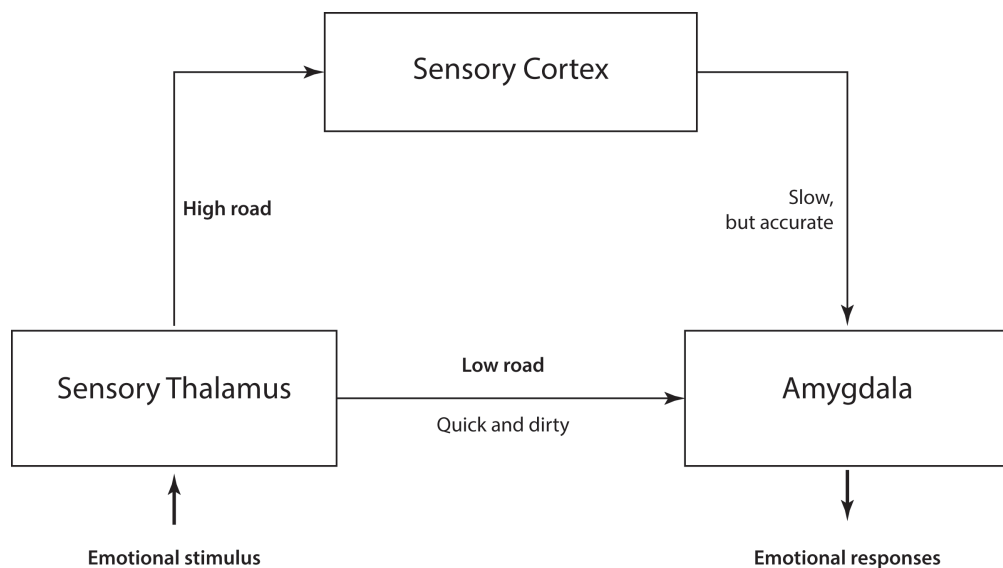 Sensory Cortex
High road
Slow,
but accurate
Low road
Sensory Thalamus
Amygdala
Quick and dirty
Emotional stimulus
Emotional responses